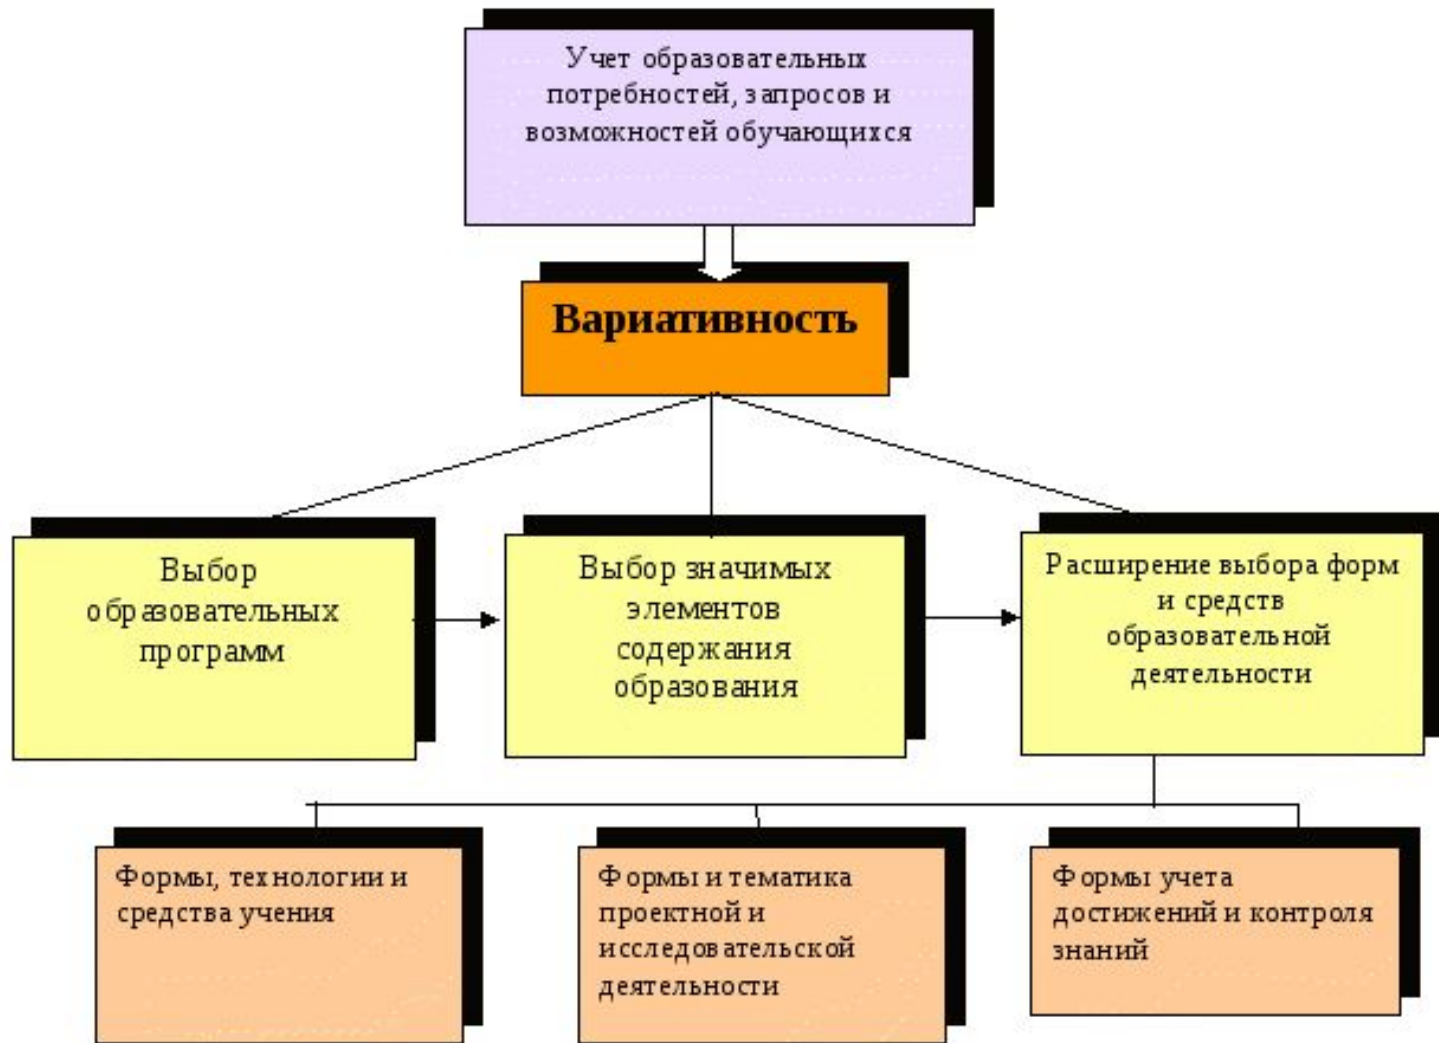 Учет образовательных
потребностей, запросов и
возможностей обучающихся
Вариативность
Выбор
образовательных
программ
Выбор значимых
элементов
содержания
образования
Расширение выбора форм
и средств
образовательной
деятельности
Формы, технологии и
средства учения
Формы и тематика
проектной и
исследовательской
деятельности
Формы учета
достижений и контроля
знаний